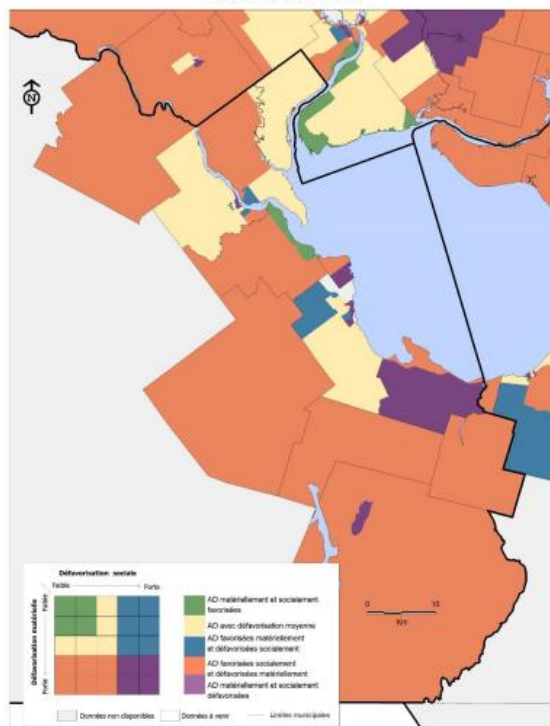 N
Défavorisation sociale
Faible
Forte
Défavorisation matérielle
Faible
Forte
AD matériellement et socialement
favorisées
AD avec défavorisation moyenne
AD favorisées matériellement
et défavorisées socialement
AD favorisées socialement
et défavorisées matériellement
AD matériellement et socialement
défavorisées
0 10
Km
Données non disponibles
Données à venir
Limites municipales